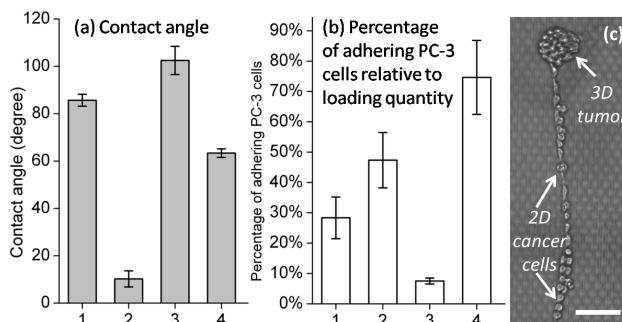 (a) Contact angle
Contact angle (degree)
120
100
80
60
40
20
0
1 2 3 4
(b) Percentage
of adhering PC-3
cells relative to
loading quantity
Percentage of adhering PC-3 cells
90%
80%
70%
60%
50%
40%
30%
20%
10%
0%
1 2 3 4
(c)
3D
tumor
2D
cancer
cells